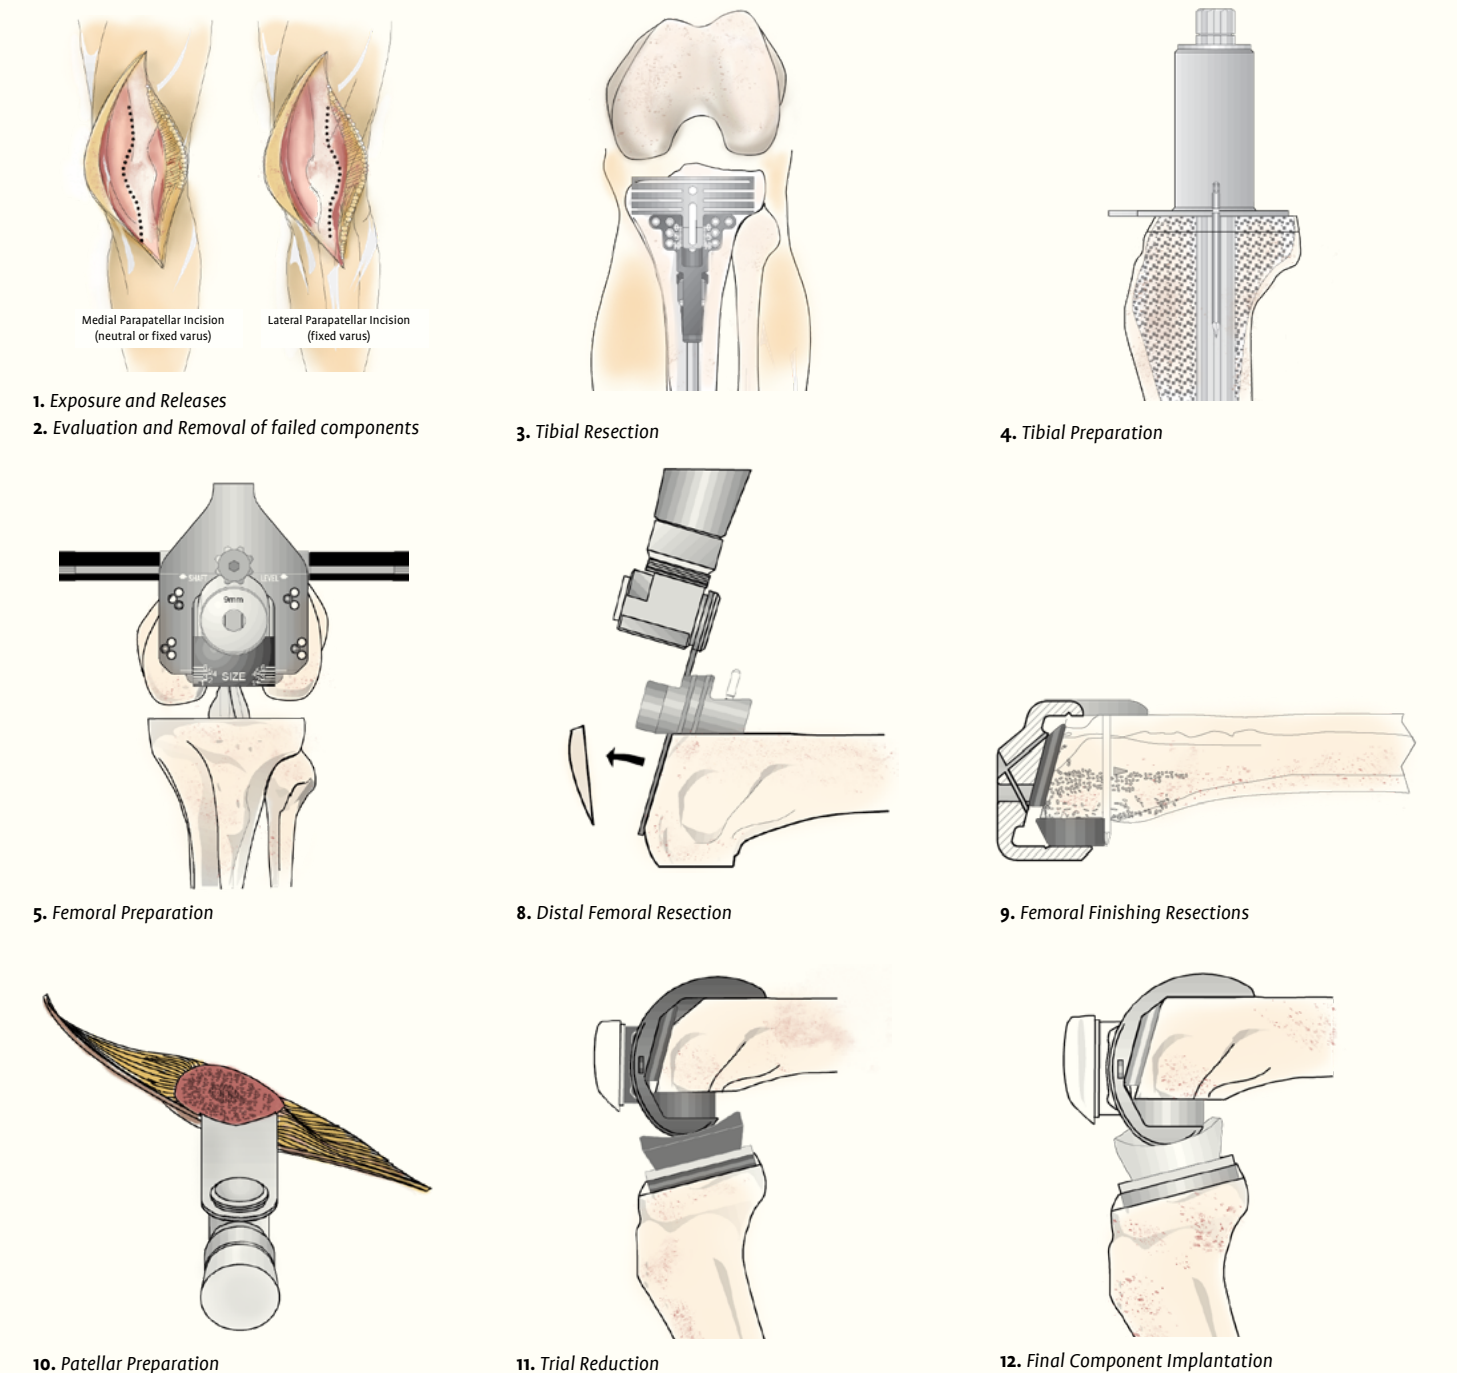 Medial Parapatellar Incision
(neutral or fixed varus)
Lateral Parapatellar Incision
(fixed varus)
1. Exposure and Releases
2. Evaluation and Removal of failed components
3. Tibial Resection
4. Tibial Preparation
SHAFT LEVEL
9mm
SIZE
5. Femoral Preparation
8. Distal Femoral Resection
9. Femoral Finishing Resections
10. Patellar Preparation
11. Trial Reduction
12. Final Component Implantation